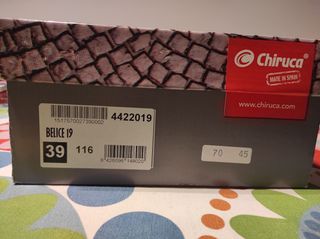 Chiruca
MADE IN SPAIN
www.chiruca.com
4422019
BELICE 19
39 116
70 45